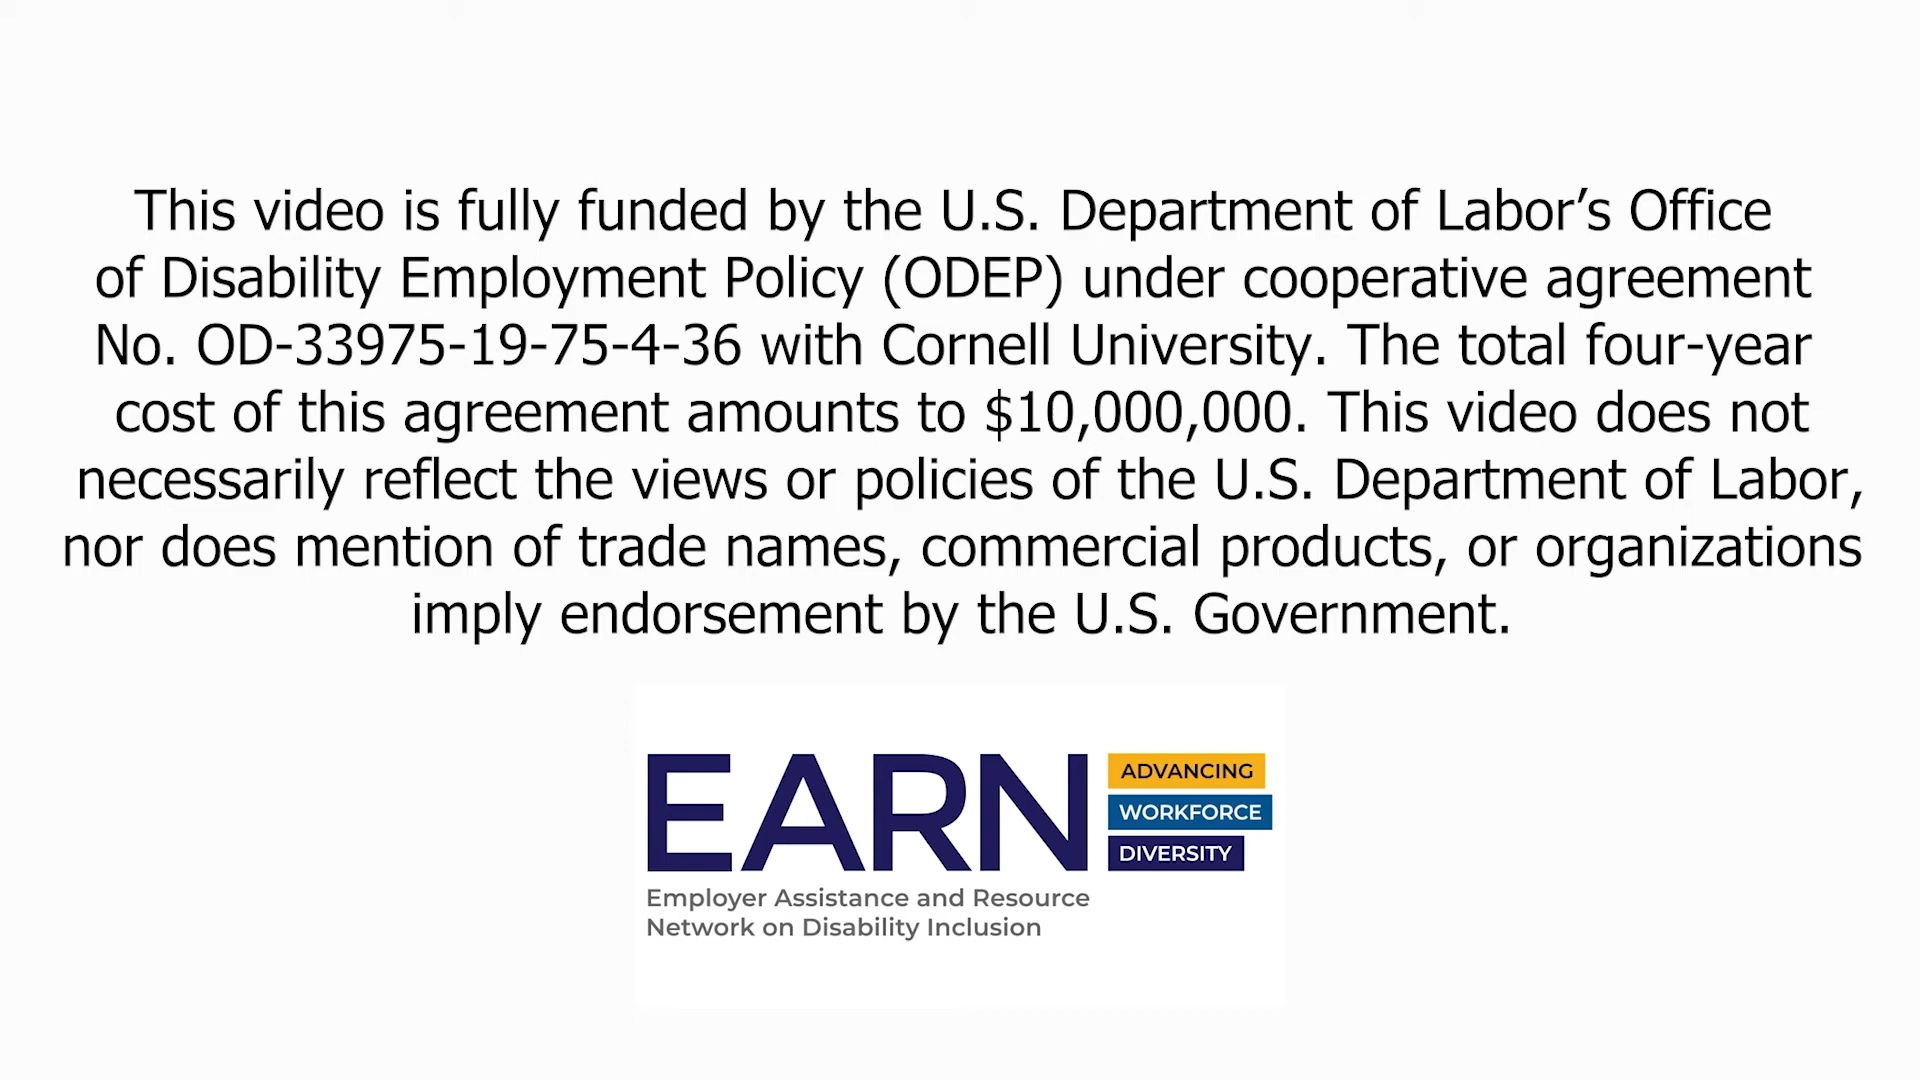 This video is fully funded by the U.S. Department of Labor’s Office
of Disability Employment Policy (ODEP) under cooperative agreement
No. OD-33975-19-75-4-36 with Cornell University. The total four-year
cost of this agreement amounts to $10,000,000. This video does not
necessarily reflect the views or policies of the U.S. Department of Labor,
nor does mention of trade names, commercial products, or organizations
imply endorsement by the U.S. Government.
EARN
ADVANCING
WORKFORCE
DIVERSITY
Employer Assistance and Resource
Network on Disability Inclusion